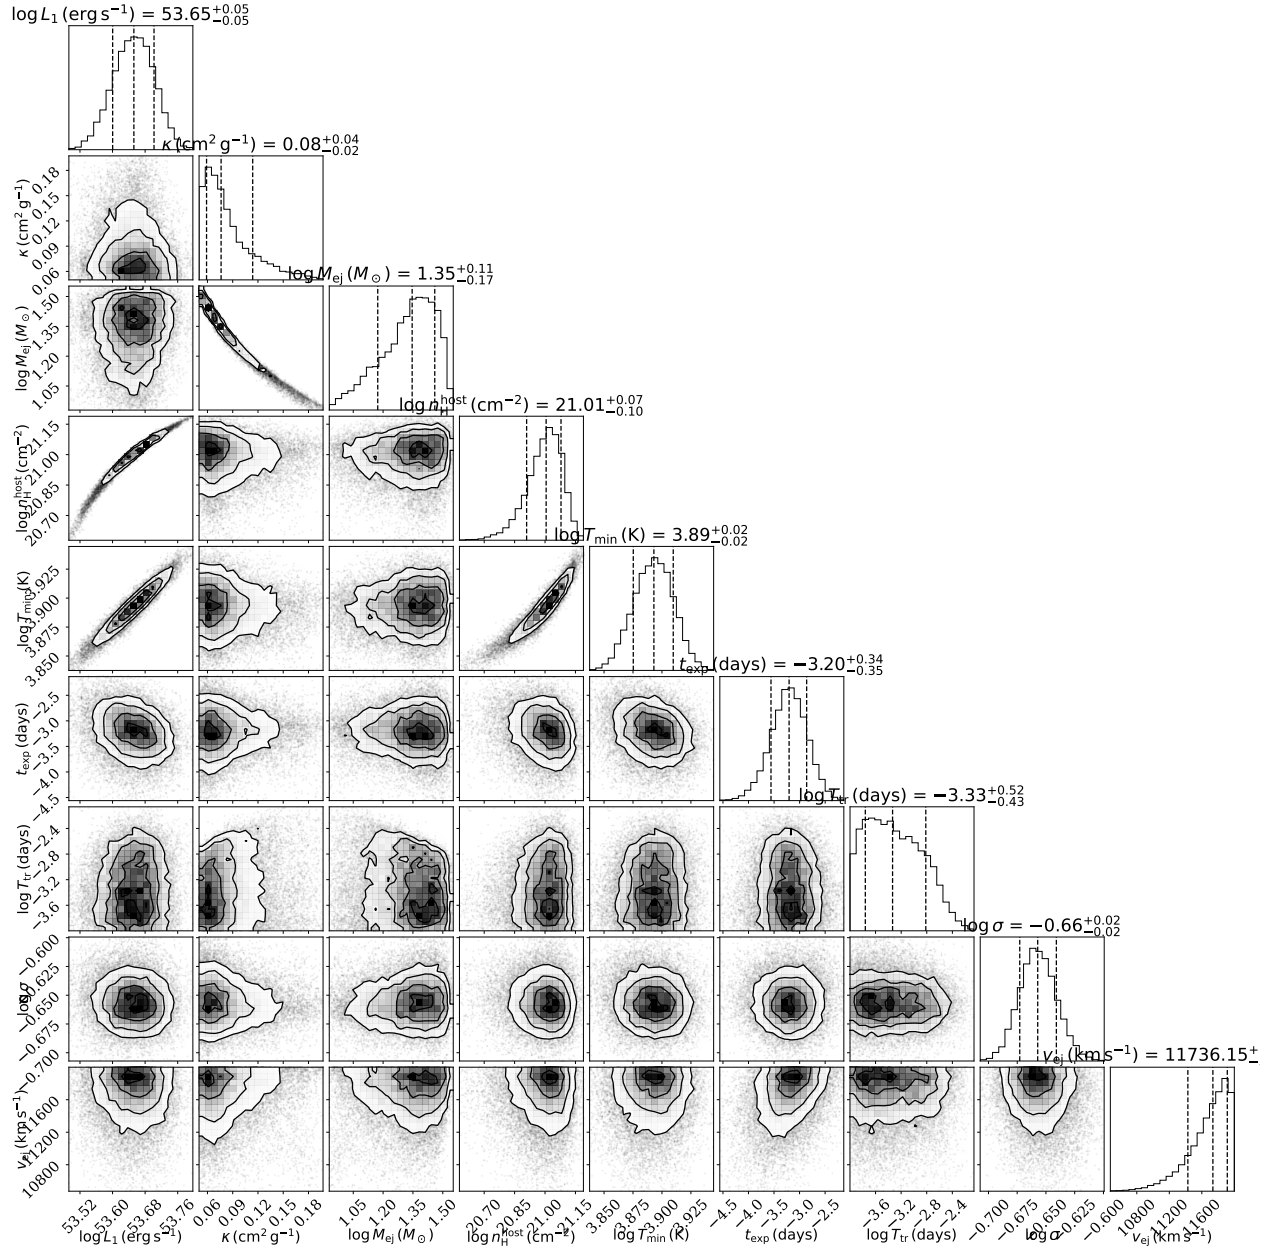 log L₁ (erg s⁻¹) = 53.65⁺⁰·⁰⁵₋₀.₀₅
κ (cm² g⁻¹) = 0.08⁺⁰·⁰⁴₋₀.₀₂
0.18
0.15
0.12
0.09
0.06
κ (cm² g⁻¹)
log M_ej (M_⊙) = 1.35⁺⁰·¹¹₋₀.₁₇
1.50
1.35
1.20
1.05
log M_ej (M_⊙)
log n_H^host (cm⁻²) = 21.01⁺⁰·⁰⁷₋₀.₁₀
21.15
21.00
20.85
20.70
log n_H^host (cm⁻²)
log T_min (K) = 3.89⁺⁰·⁰²₋₀.₀₂
3.925
3.900
3.875
3.850
log T_min (K)
t_exp (days) = −3.20⁺⁰·³⁴₋₀.₃₅
−2.5
−3.0
−3.5
−4.0
−4.5
t_exp (days)
log T_tr (days) = −3.33⁺⁰·⁵²₋₀.₄₃
−2.4
−2.8
−3.2
−3.6
log T_tr (days)
log σ = −0.66⁺⁰·⁰²₋₀.₀₂
−0.600
−0.625
−0.650
−0.675
−0.700
log σ
v_ej (km s⁻¹) = 11736.15
11600
11200
10800
v_ej (km s⁻¹)
53.52 53.60 53.68 53.76 0.06 0.09 0.12 0.15 0.18 1.05 1.20 1.35 1.50 20.70 20.85 21.00 21.15 3.850 3.875 3.900 3.925 −4.5 −4.0 −3.5 −3.0 −2.5 −3.6 −3.2 −2.8 −2.4 −0.700 −0.675 −0.650 −0.625 −0.600 10800 11200 11600
log L₁ (erg s⁻¹) κ (cm² g⁻¹) log M_ej (M_⊙) log n_H^host (cm⁻²) log T_min (K) t_exp (days) log T_tr (days) log σ v_ej (km s⁻¹)